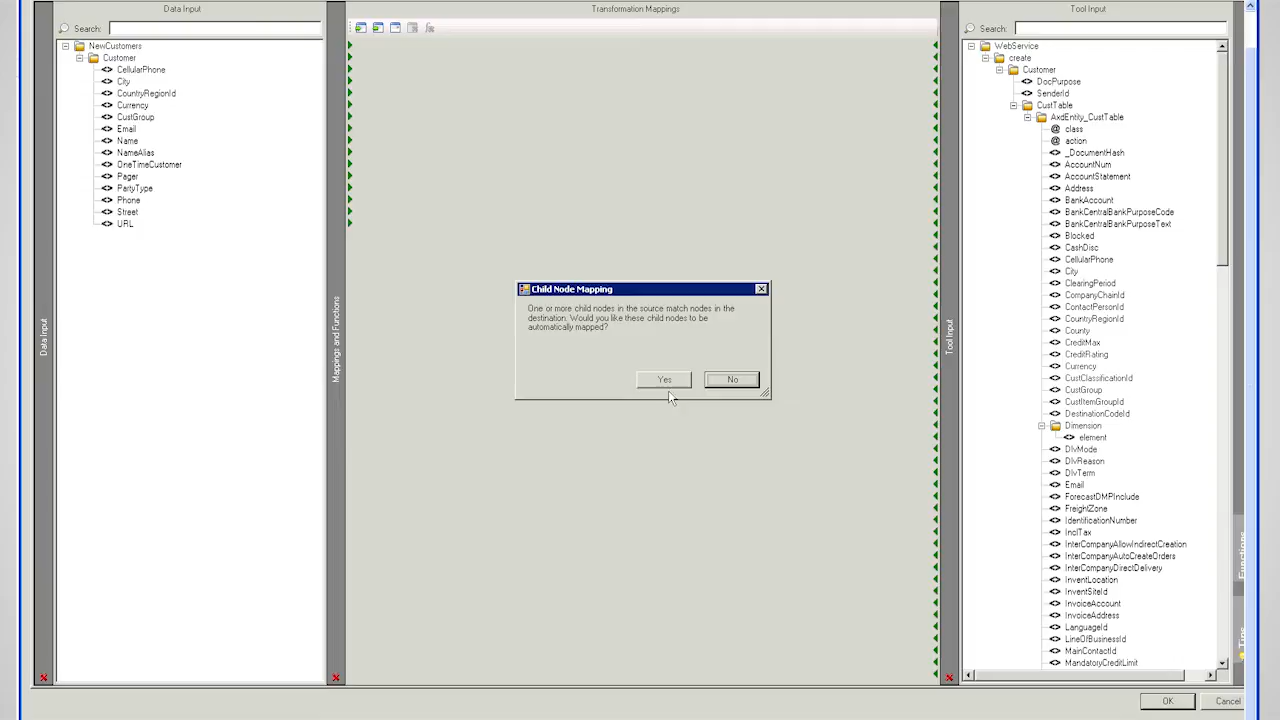 Data Input
Transformation Mappings
Tool Input
Search:
Search:
NewCustomers
Customer
CellularPhone
City
CountryRegionId
Currency
CustGroup
Email
Name
NameAlias
OneTimeCustomer
Pager
PartyType
Phone
Street
URL
Data Input
Mappings and Functions
Child Node Mapping
One or more child nodes in the source match nodes in the
destination. Would you like these child nodes to be
automatically mapped?
Yes
No
Tool Input
WebService
create
Customer
DocPurpose
SenderId
CustTable
AxdEntity_CustTable
class
action
_DocumentHash
AccountNum
AccountStatement
Address
BankAccount
BankCentralBankPurposeCode
BankCentralBankPurposeText
Blocked
CashDisc
CellularPhone
City
ClearingPeriod
CompanyChainId
ContactPersonId
CountryRegionId
County
CreditMax
CreditRating
Currency
CustClassificationId
CustGroup
CustItemGroupId
DestinationCodeId
Dimension
element
DlvMode
DlvReason
DlvTerm
Email
ForecastDMPInclude
FreightZone
IdentificationNumber
InclTax
InterCompanyAllowIndirectCreation
InterCompanyAutoCreateOrders
InterCompanyDirectDelivery
InventLocation
InventSiteId
InvoiceAccount
InvoiceAddress
LanguageId
LineOfBusinessId
MainContactId
MandatoryCreditLimit
Functions
Tips
OK
Cancel